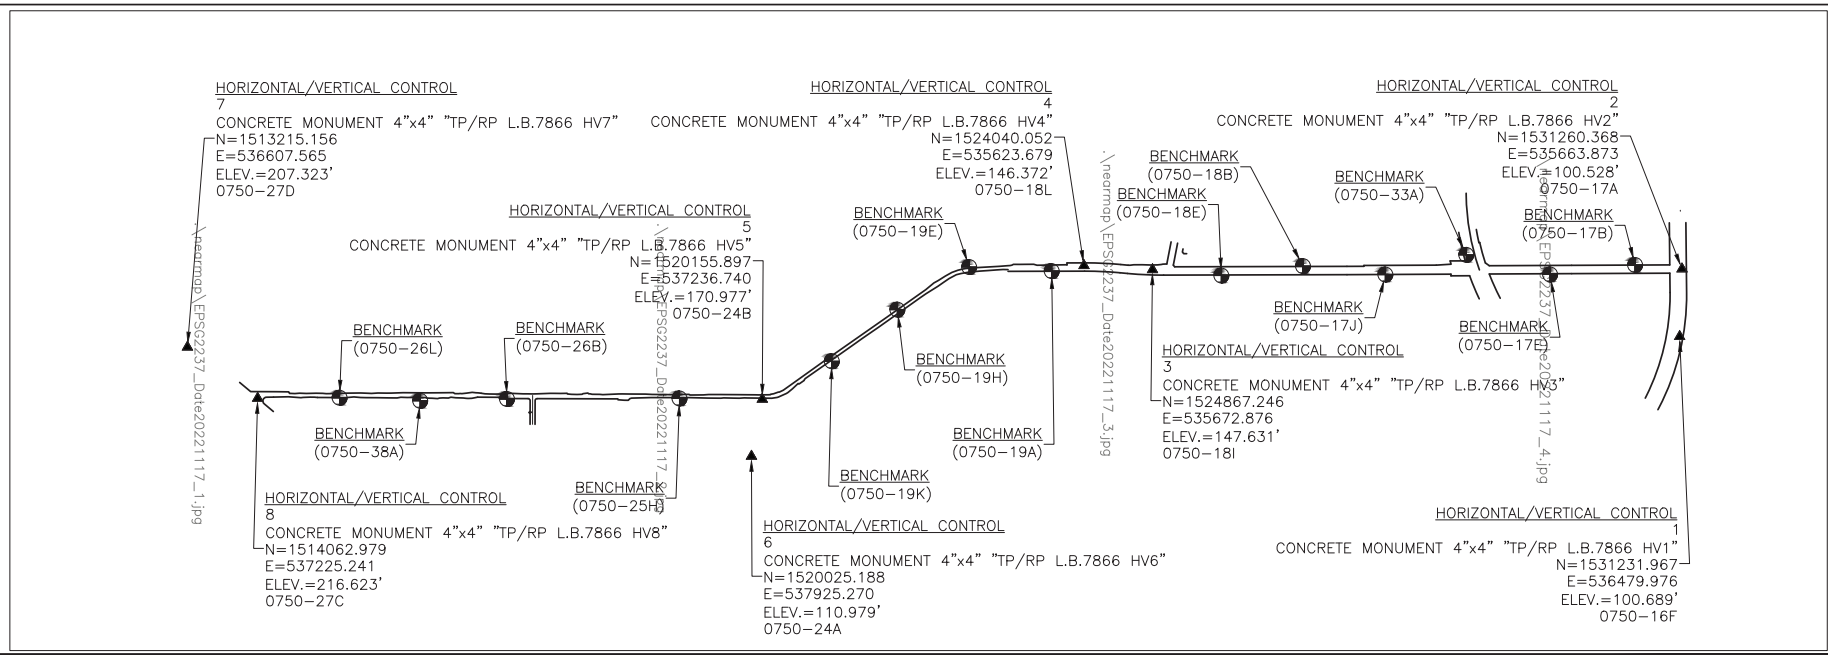 HORIZONTAL/VERTICAL CONTROL
7
CONCRETE MONUMENT 4"x4" "TP/RP L.B.7866 HV7"
N=1513215.156
E=536607.565
ELEV.=207.323'
0750-27D
HORIZONTAL/VERTICAL CONTROL
4
CONCRETE MONUMENT 4"x4" "TP/RP L.B.7866 HV4"
N=1524040.052
E=535623.679
ELEV.=146.372'
0750-18L
HORIZONTAL/VERTICAL CONTROL
2
CONCRETE MONUMENT 4"x4" "TP/RP L.B.7866 HV2"
N=1531260.368
E=535663.873
ELEV.=100.528'
0750-17A
HORIZONTAL/VERTICAL CONTROL
5
CONCRETE MONUMENT 4"x4" "TP/RP L.B.7866 HV5"
N=1520155.897
E=537236.740
ELEV.=170.977'
0750-24B
BENCHMARK
(0750-19E)
BENCHMARK
(0750-18B)
BENCHMARK
(0750-18E)
BENCHMARK
(0750-33A)
BENCHMARK
(0750-17B)
BENCHMARK
(0750-26L)
BENCHMARK
(0750-26B)
BENCHMARK
(0750-19H)
BENCHMARK
(0750-17J)
BENCHMARK
(0750-17E)
HORIZONTAL/VERTICAL CONTROL
3
CONCRETE MONUMENT 4"x4" "TP/RP L.B.7866 HV3"
N=1524867.246
E=535672.876
ELEV.=147.631'
0750-18I
BENCHMARK
(0750-38A)
BENCHMARK
(0750-19A)
BENCHMARK
(0750-25H)
BENCHMARK
(0750-19K)
HORIZONTAL/VERTICAL CONTROL
8
CONCRETE MONUMENT 4"x4" "TP/RP L.B.7866 HV8"
N=1514062.979
E=537225.241
ELEV.=216.623'
0750-27C
HORIZONTAL/VERTICAL CONTROL
6
CONCRETE MONUMENT 4"x4" "TP/RP L.B.7866 HV6"
N=1520025.188
E=537925.270
ELEV.=110.979'
0750-24A
HORIZONTAL/VERTICAL CONTROL
1
CONCRETE MONUMENT 4"x4" "TP/RP L.B.7866 HV1"
N=1531231.967
E=536479.976
ELEV.=100.689'
0750-16F
.\nearmap\EPSG2237_Date20221117_1.jpg
.\nearmap\EPSG2237_Date20221117_2.jpg
.\nearmap\EPSG2237_Date20221117_3.jpg
.\nearmap\EPSG2237_Date20221117_4.jpg